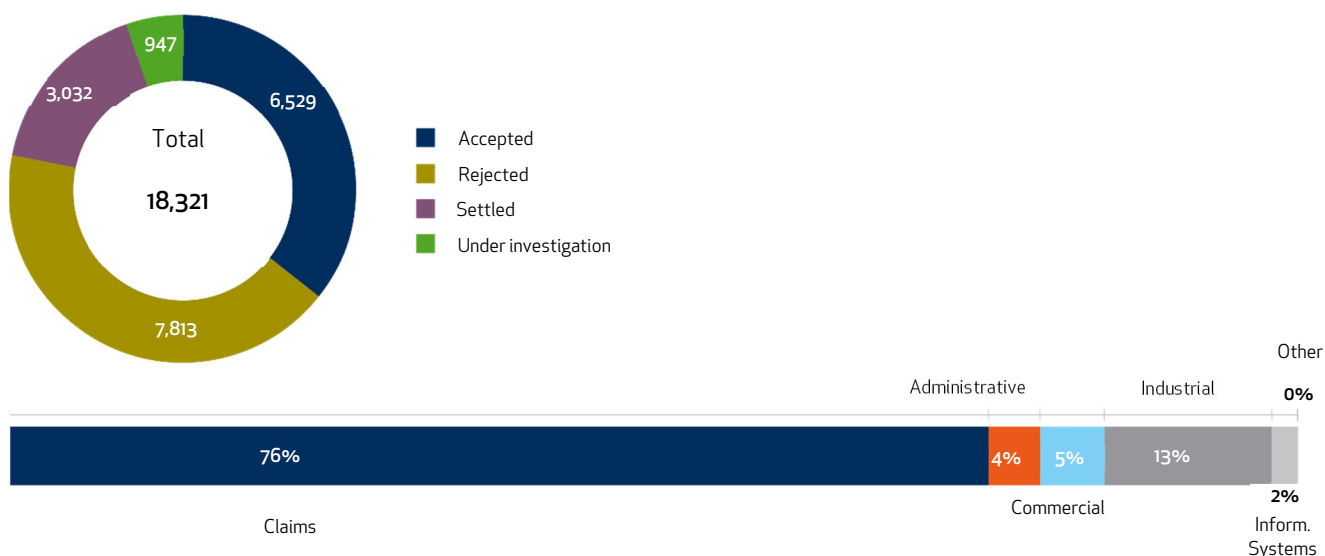 947
3,032
6,529
Total
18,321
7,813
Accepted
Rejected
Settled
Under investigation
Other
Administrative
Industrial
0%
76%
4%
5%
13%
2%
Claims
Commercial
Inform.
Systems